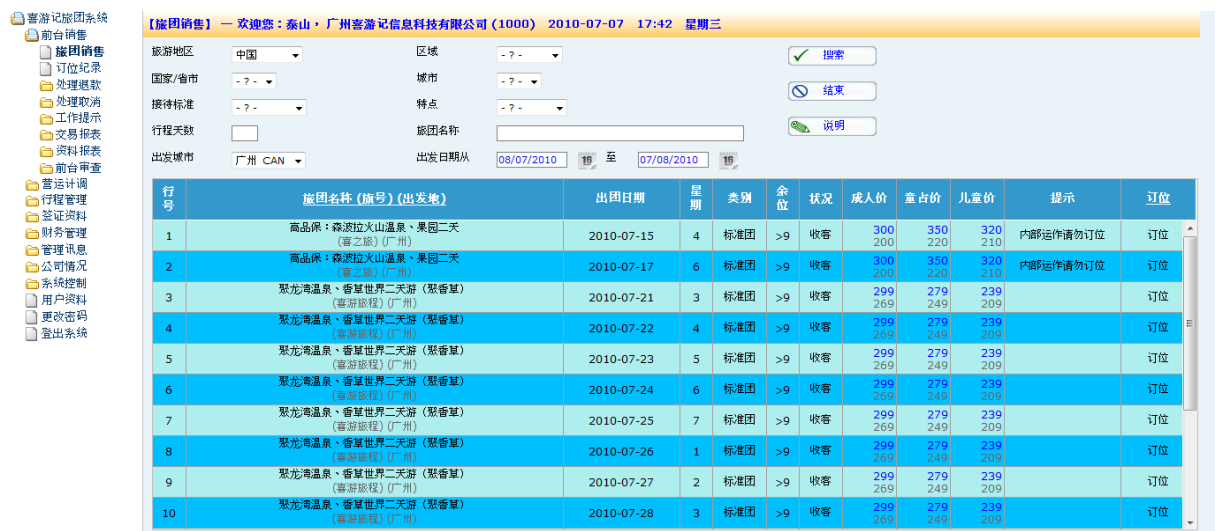 喜游记旅团系统
前台销售
旅团销售
订位纪录
处理退款
处理取消
工作提示
交易报表
资料报表
前台审查
营运计调
行程管理
签证资料
财务管理
管理讯息
公司情况
系统控制
用户资料
更改密码
登出系统
【旅团销售】 — 欢迎您：泰山， 广州喜游记信息科技有限公司 (1000) 2010-07-07 17:42 星期三
旅游地区 中国 区域 - ? - 搜索
国家/省市 - ? - 城市 - ? -
结束
接待标准 - ? - 特点 - ? -
行程天数 旅团名称 说明
出发城市 广州 CAN 出发日期从 08/07/2010 16 至 07/08/2010 16
行号 旅团名称 (旅号) (出发地) 出团日期 星期 类别 余位 状况 成人价 童占价 儿童价 提示 订位
1 高品保：森波拉火山温泉、果园二天 (喜之旅) (广州) 2010-07-15 4 标准团 >9 收客 300 200 350 220 320 210 内部运作请勿订位 订位
2 高品保：森波拉火山温泉、果园二天 (喜之旅) (广州) 2010-07-17 6 标准团 >9 收客 300 200 350 220 320 210 内部运作请勿订位 订位
3 聚龙湾温泉、香草世界二天游（聚香草） (喜游旅程) (广州) 2010-07-21 3 标准团 >9 收客 299 269 279 249 239 209 订位
4 聚龙湾温泉、香草世界二天游（聚香草） (喜游旅程) (广州) 2010-07-22 4 标准团 >9 收客 299 269 279 249 239 209 订位
5 聚龙湾温泉、香草世界二天游（聚香草） (喜游旅程) (广州) 2010-07-23 5 标准团 >9 收客 299 269 279 249 239 209 订位
6 聚龙湾温泉、香草世界二天游（聚香草） (喜游旅程) (广州) 2010-07-24 6 标准团 >9 收客 299 269 279 249 239 209 订位
7 聚龙湾温泉、香草世界二天游（聚香草） (喜游旅程) (广州) 2010-07-25 7 标准团 >9 收客 299 269 279 249 239 209 订位
8 聚龙湾温泉、香草世界二天游（聚香草） (喜游旅程) (广州) 2010-07-26 1 标准团 >9 收客 299 269 279 249 239 209 订位
9 聚龙湾温泉、香草世界二天游（聚香草） (喜游旅程) (广州) 2010-07-27 2 标准团 >9 收客 299 269 279 249 239 209 订位
10 聚龙湾温泉、香草世界二天游（聚香草） (喜游旅程) (广州) 2010-07-28 3 标准团 >9 收客 299 269 279 249 239 209 订位